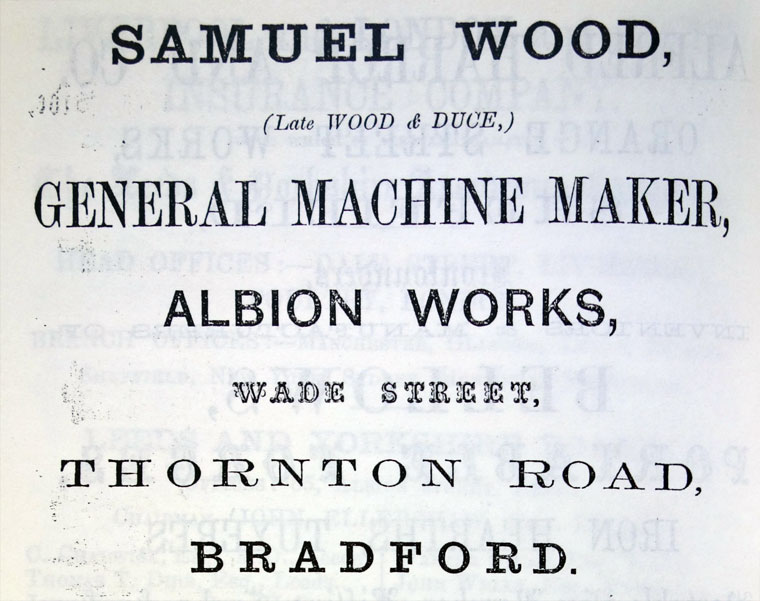 SAMUEL WOOD,
(Late WOOD & DUCE,)
GENERAL MACHINE MAKER,
ALBION WORKS,
WADE STREET,
THORNTON ROAD,
BRADFORD.